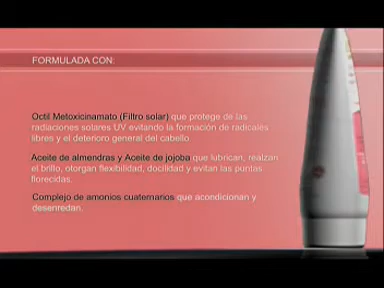 FORMULADA CON:
Octil Metoxicinamato (Filtro solar) que protege de las
radiaciones solares UV evitando la formación de radicales
libres y el deterioro general del cabello.
Aceite de almendras y Aceite de jojoba que lubrican, realzan
el brillo, otorgan flexibilidad, docilidad y evitan las puntas
florecidas.
Complejo de amonios cuaternarios que acondicionan y
desenredan.